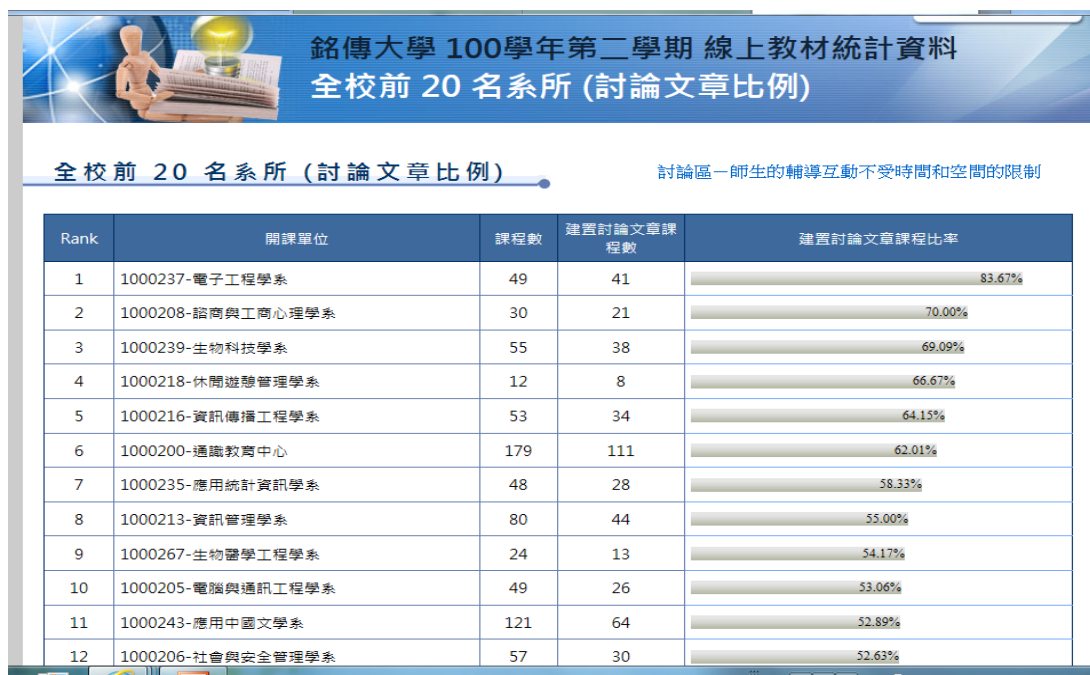 銘傳大學 100學年第二學期 線上教材統計資料
全校前 20 名系所 (討論文章比例)
全校前 20 名系所 (討論文章比例)
討論區－師生的輔導互動不受時間和空間的限制
Rank 開課單位 課程數 建置討論文章課程數 建置討論文章課程比率
1 1000237-電子工程學系 49 41 83.67%
2 1000208-諮商與工商心理學系 30 21 70.00%
3 1000239-生物科技學系 55 38 69.09%
4 1000218-休閒遊憩管理學系 12 8 66.67%
5 1000216-資訊傳播工程學系 53 34 64.15%
6 1000200-通識教育中心 179 111 62.01%
7 1000235-應用統計資訊學系 48 28 58.33%
8 1000213-資訊管理學系 80 44 55.00%
9 1000267-生物醫學工程學系 24 13 54.17%
10 1000205-電腦與通訊工程學系 49 26 53.06%
11 1000243-應用中國文學系 121 64 52.89%
12 1000206-社會與安全管理學系 57 30 52.63%